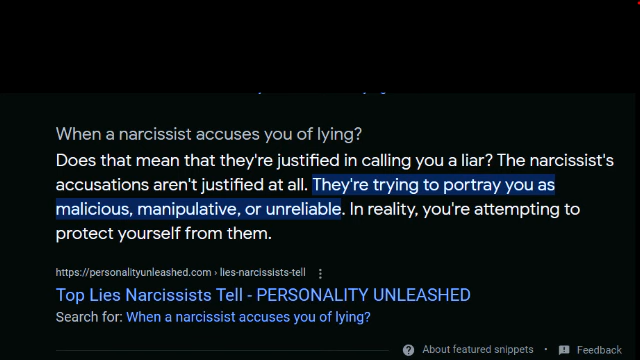 When a narcissist accuses you of lying?
Does that mean that they're justified in calling you a liar? The narcissist's
accusations aren't justified at all. They're trying to portray you as
malicious, manipulative, or unreliable. In reality, you're attempting to
protect yourself from them.
https://personalityunleashed.com › lies-narcissists-tell
Top Lies Narcissists Tell - PERSONALITY UNLEASHED
Search for: When a narcissist accuses you of lying?
About featured snippets • Feedback